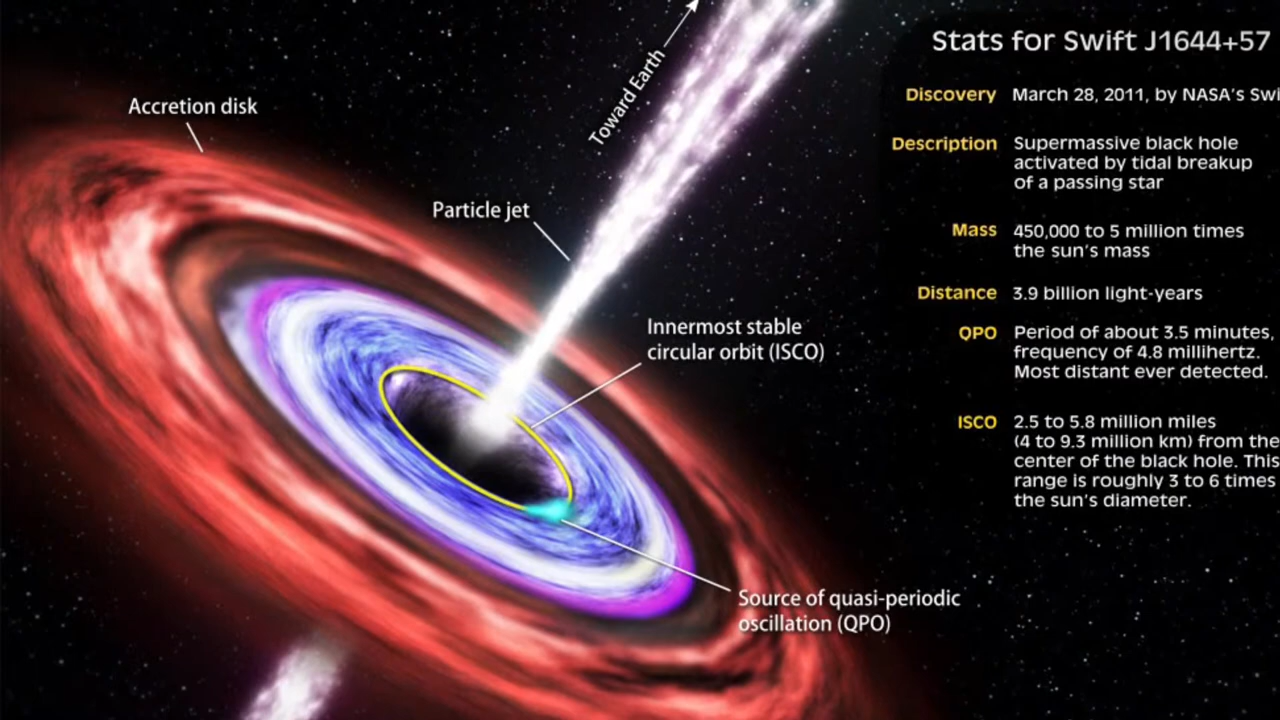 Toward Earth
Accretion disk
Particle jet
Innermost stable
circular orbit (ISCO)
Source of quasi-periodic
oscillation (QPO)
Stats for Swift J1644+57
Discovery March 28, 2011, by NASA's Swi
Description Supermassive black hole
activated by tidal breakup
of a passing star
Mass 450,000 to 5 million times
the sun's mass
Distance 3.9 billion light-years
QPO Period of about 3.5 minutes,
frequency of 4.8 millihertz.
Most distant ever detected.
ISCO 2.5 to 5.8 million miles
(4 to 9.3 million km) from the
center of the black hole. This
range is roughly 3 to 6 times
the sun's diameter.